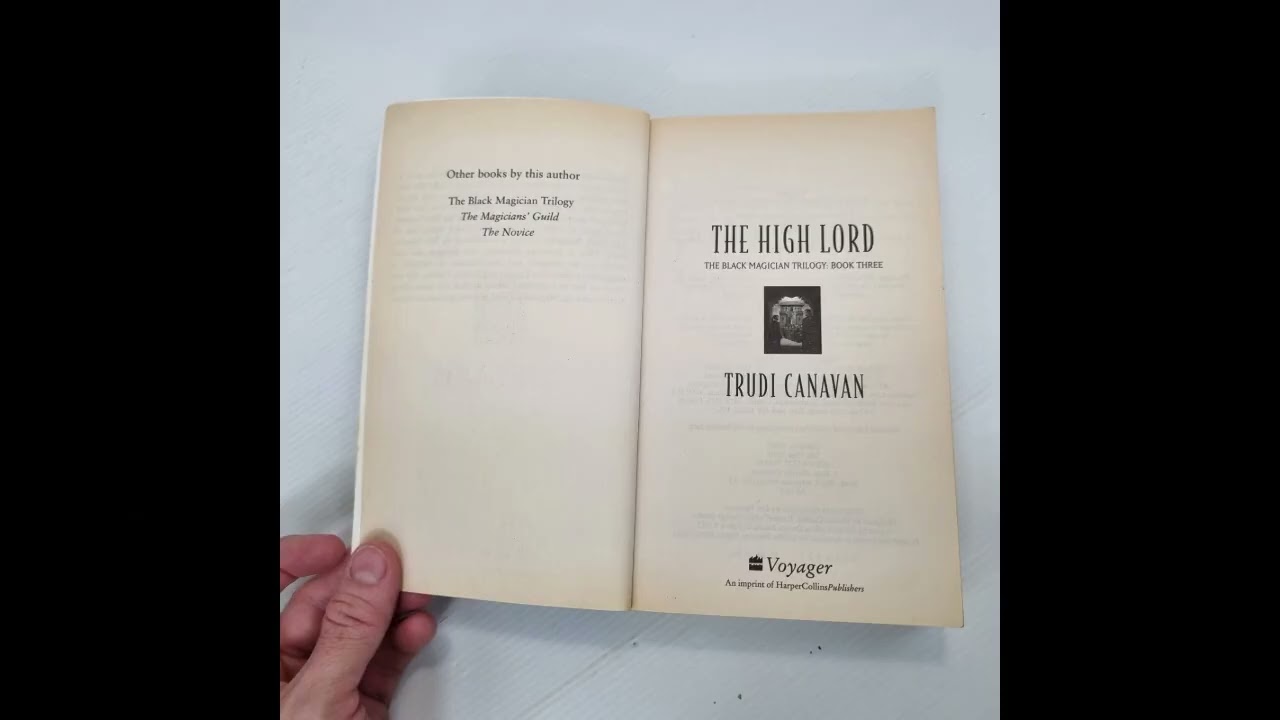 Other books by this author
The Black Magician Trilogy
The Magicians' Guild
The Novice
THE HIGH LORD
THE BLACK MAGICIAN TRILOGY: BOOK THREE
TRUDI CANAVAN
Voyager
An imprint of HarperCollinsPublishers